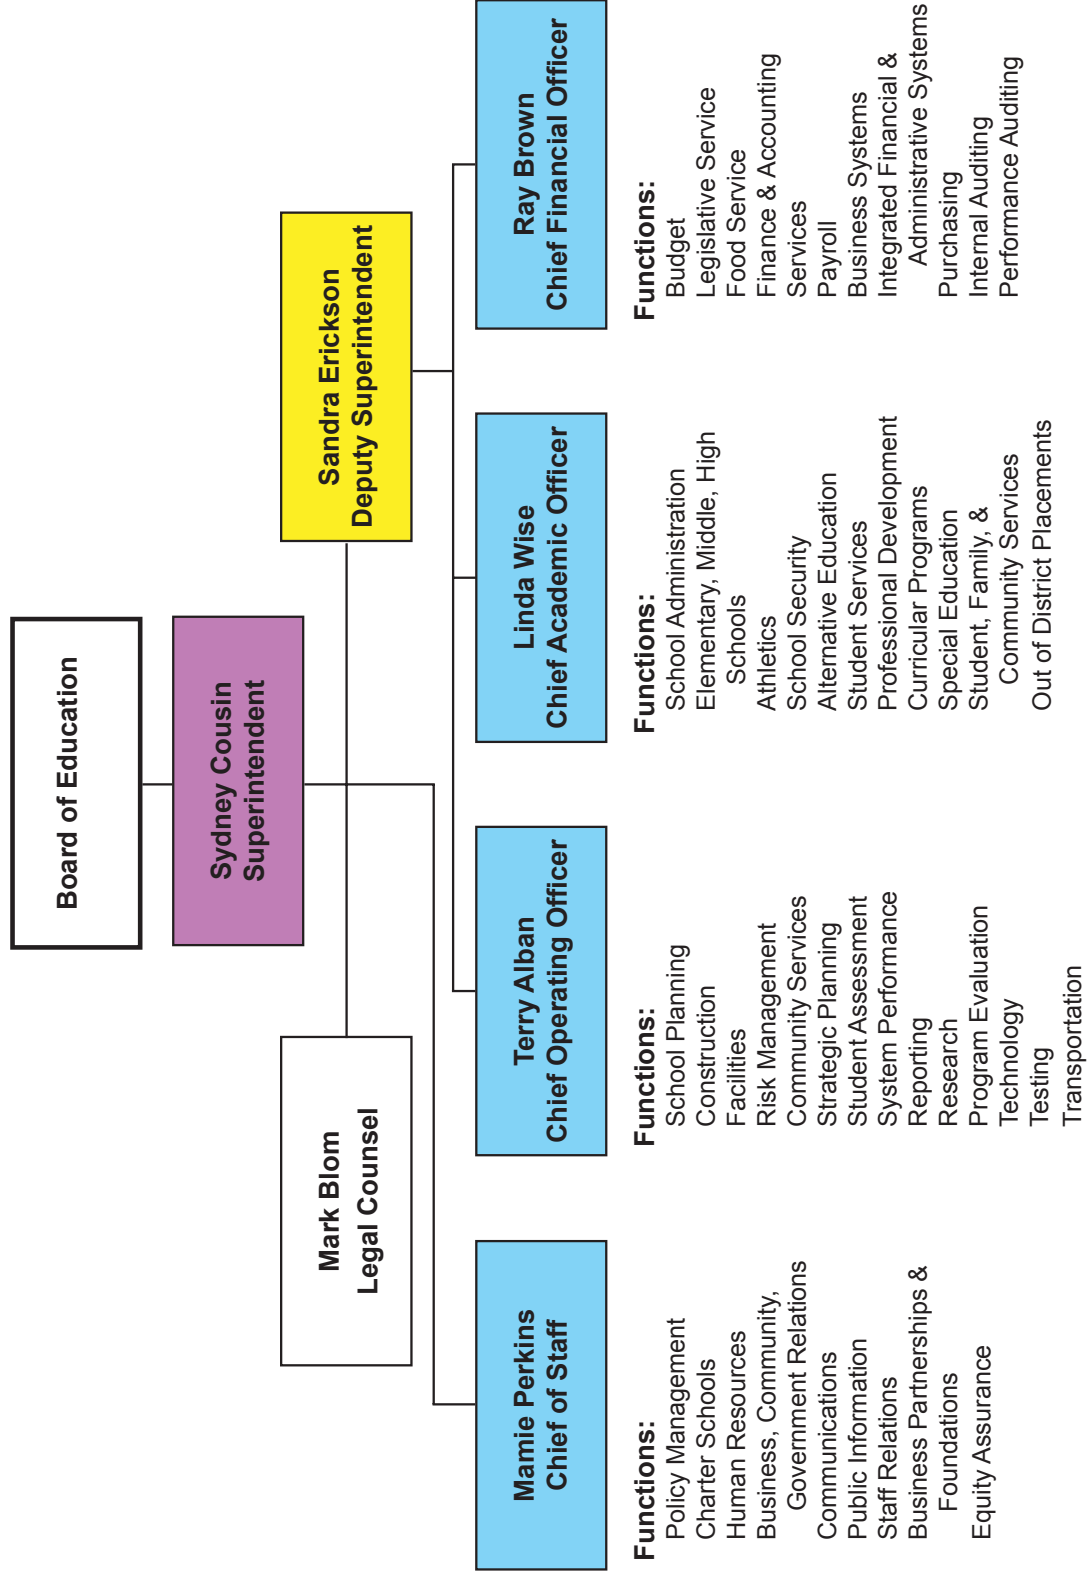 Board of Education
Sydney Cousin
Superintendent
Mark Blom
Legal Counsel
Sandra Erickson
Deputy Superintendent
Mamie Perkins
Chief of Staff
Functions:
Policy Management
Charter Schools
Human Resources
Business, Community,
Government Relations
Communications
Public Information
Staff Relations
Business Partnerships &
Foundations
Equity Assurance
Terry Alban
Chief Operating Officer
Functions:
School Planning
Construction
Facilities
Risk Management
Community Services
Strategic Planning
Student Assessment
System Performance
Reporting
Research
Program Evaluation
Technology
Testing
Transportation
Linda Wise
Chief Academic Officer
Functions:
School Administration
Elementary, Middle, High
Schools
Athletics
School Security
Alternative Education
Student Services
Professional Development
Curricular Programs
Special Education
Student, Family, &
Community Services
Out of District Placements
Ray Brown
Chief Financial Officer
Functions:
Budget
Legislative Service
Food Service
Finance & Accounting
Services
Payroll
Business Systems
Integrated Financial &
Administrative Systems
Purchasing
Internal Auditing
Performance Auditing